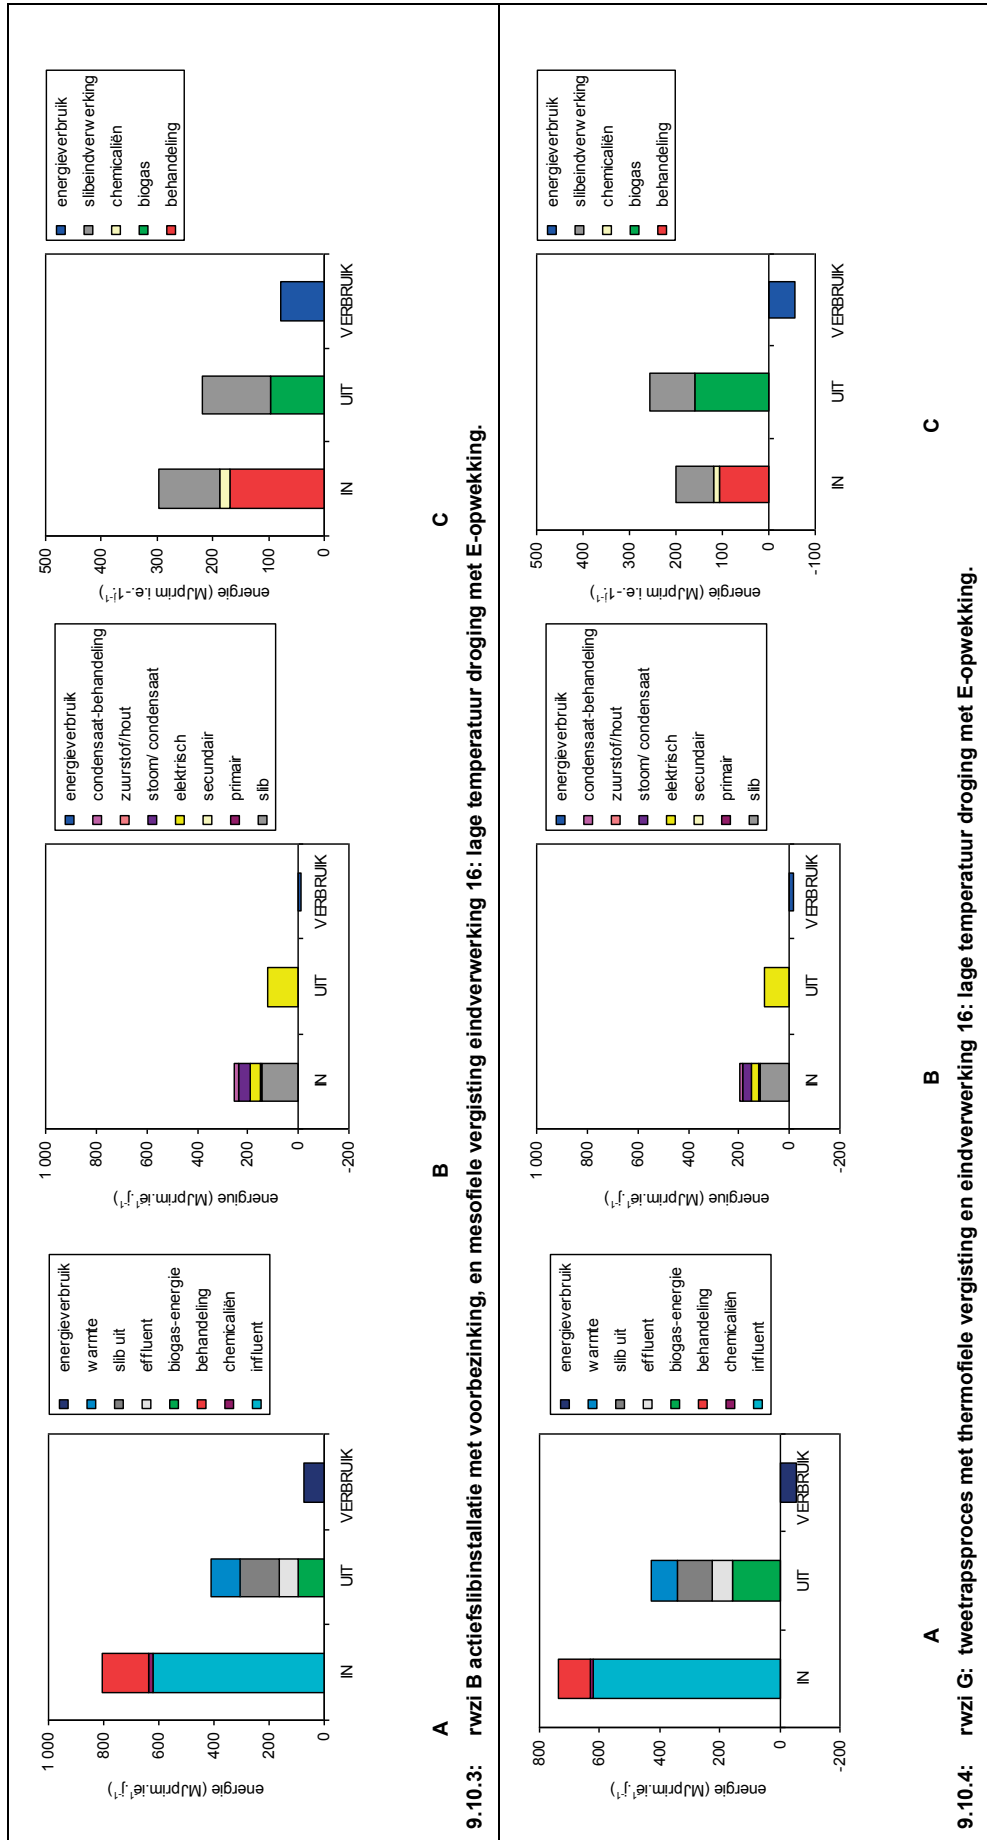 1 000
800
600
400
200
0
energie (MJprim.ie⁻¹.j⁻¹)
IN
UIT
VERBRUIK
energieverbruik
warmte
slib uit
effluent
biogas-energie
behandeling
chemicaliën
influent
A
1 000
800
600
400
200
0
-200
energiue (MJprim.ie⁻¹.j⁻¹)
IN
UIT
VERBRUIK
energieverbruik
condensaat-behandeling
zuurstof/hout
stoom/ condensaat
elektrisch
secundair
primair
slib
B
500
400
300
200
100
0
energie (MJprim i.e.-1.j⁻¹)
IN
UIT
VERBRUIK
energieverbruik
slibeindverwerking
chemicaliën
biogas
behandeling
C
9.10.3: rwzi B actiefslibinstallatie met voorbezinking, en mesofiele vergisting eindverwerking 16: lage temperatuur droging met E-opwekking.
800
600
400
200
0
-200
energie (MJprim.ie⁻¹.j⁻¹)
IN
UIT
VERBRUIK
energieverbruik
warmte
slib uit
effluent
biogas-energie
behandeling
chemicaliën
influent
A
1 000
800
600
400
200
0
-200
energiue (MJprim.ie⁻¹.j⁻¹)
IN
UIT
VERBRUIK
energieverbruik
condensaat-behandeling
zuurstof/hout
stoom/ condensaat
elektrisch
secundair
primair
slib
B
500
400
300
200
100
0
-100
energie (MJprim i.e.-1.j⁻¹)
IN
UIT
VERBRUIK
energieverbruik
slibeindverwerking
chemicaliën
biogas
behandeling
C
9.10.4: rwzi G: tweetrapsproces met thermofiele vergisting en eindverwerking 16: lage temperatuur droging met E-opwekking.